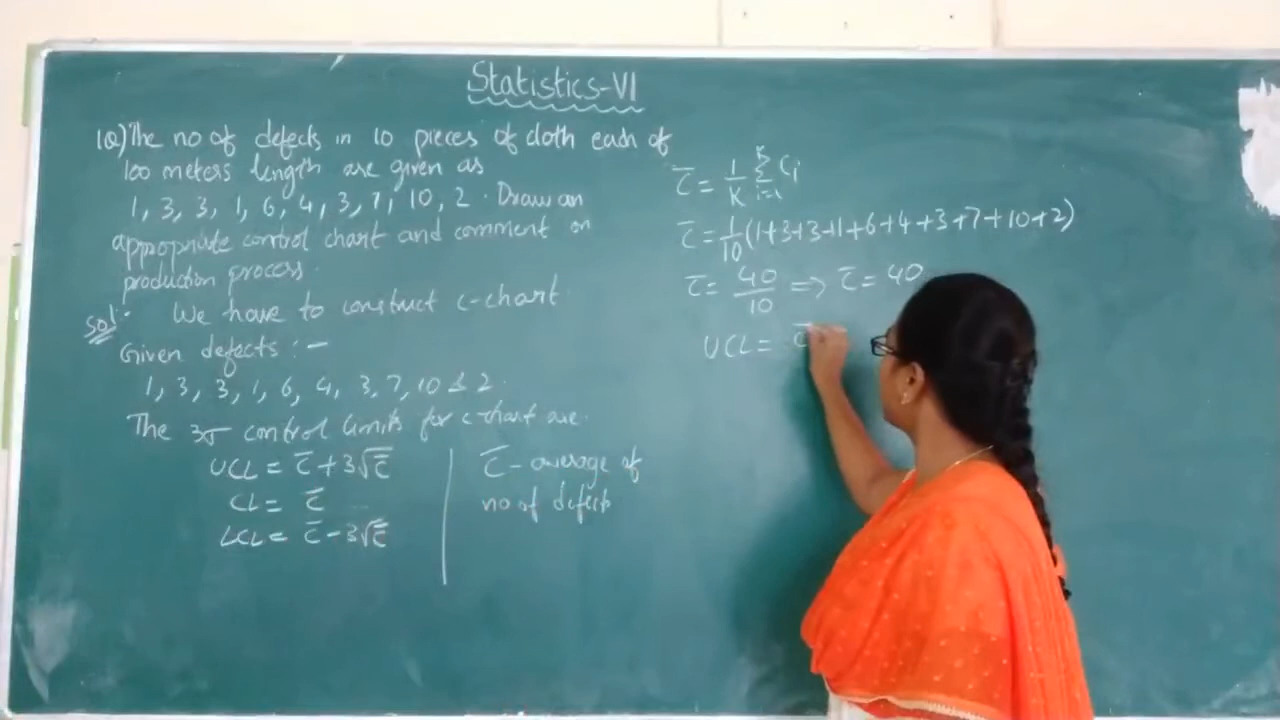 Statistics-VI
1Q) The no of defects in 10 pieces of cloth each of
100 meters length are given as
1, 3, 3, 1, 6, 4, 3, 7, 10, 2. Draw an
appropriate control chart and comment on
production process.
Sol:- We have to construct c-chart
Given defects :-
1, 3, 3, 1, 6, 4, 3, 7, 10 & 2.
The 3σ control limits for c-chart are.
UCL = c̅ + 3√c̅
CL = c̅
LCL = c̅ - 3√c̅
c̅ - average of
no of defects
c̅ = 1/K Σ_{i=1}^{K} Ci
c̅ = 1/10 (1+3+3+1+6+4+3+7+10+2)
c̅ = 40/10 => c̅ = 40
UCL = c̅